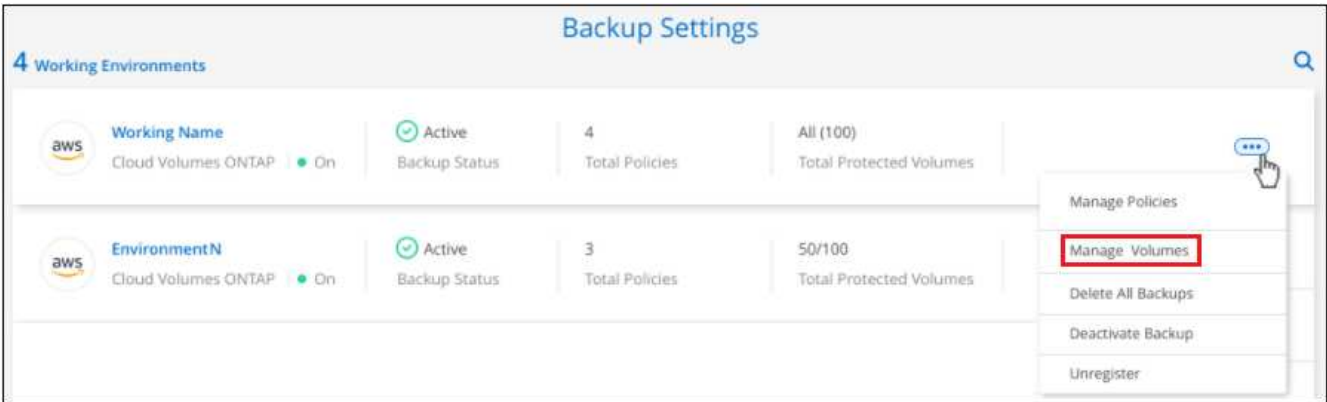 Backup Settings
4 Working Environments
aws
Working Name
Cloud Volumes ONTAP
On
Active
Backup Status
4
Total Policies
All (100)
Total Protected Volumes
Manage Policies
aws
EnvironmentN
Cloud Volumes ONTAP
On
Active
Backup Status
3
Total Policies
50/100
Total Protected Volumes
Manage Volumes
Delete All Backups
Deactivate Backup
Unregister